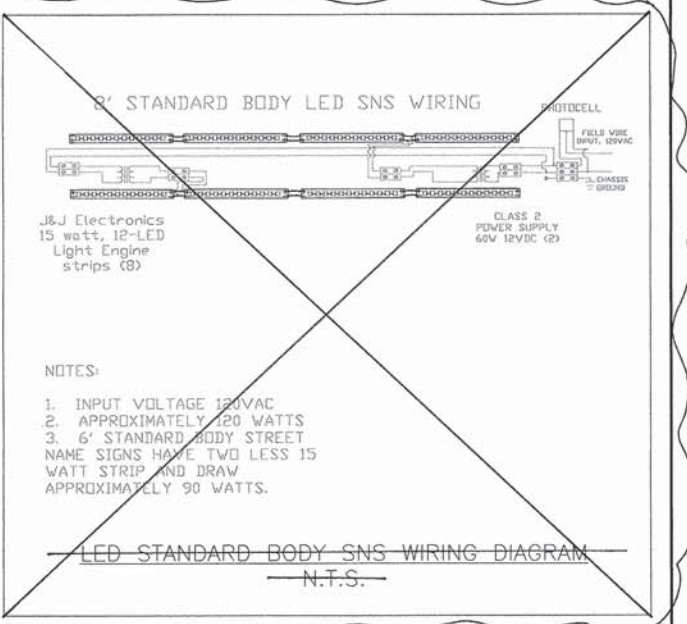 8' STANDARD BODY LED SNS WIRING
PHOTOCELL
FIELD WIRE
INPUT, 120VAC
CHASSIS
GROUND
J&J Electronics
15 watt, 12-LED
Light Engine
strips (8)
CLASS 2
POWER SUPPLY
60W 12VDC (2)
NOTES:
1. INPUT VOLTAGE 120VAC
2. APPROXIMATELY 120 WATTS
3. 6' STANDARD BODY STREET
NAME SIGNS HAVE TWO LESS 15
WATT STRIP AND DRAW
APPROXIMATELY 90 WATTS.
LED STANDARD BODY SNS WIRING DIAGRAM
N.T.S.